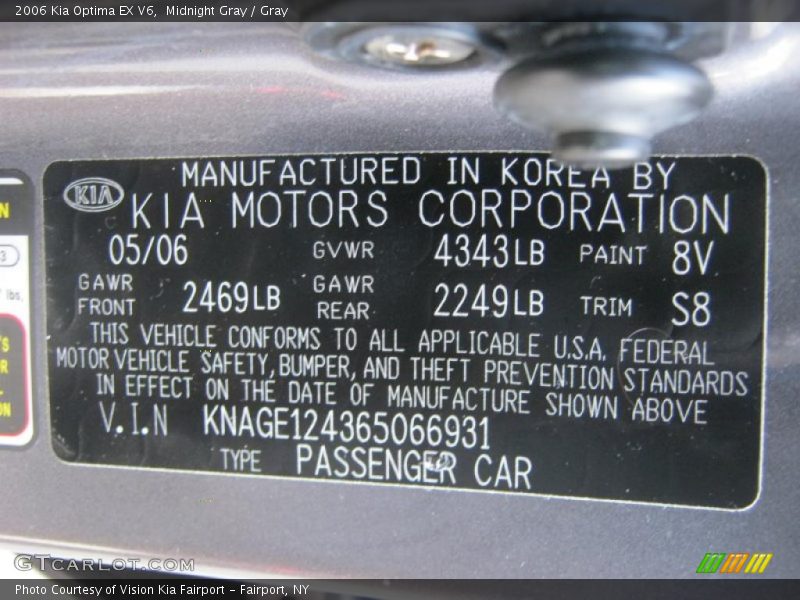 2006 Kia Optima EX V6, Midnight Gray / Gray
MANUFACTURED IN KOREA BY
KIA
KIA MOTORS CORPORATION
05/06 GVWR 4343LB PAINT 8V
GAWR FRONT 2469LB GAWR REAR 2249LB TRIM S8
THIS VEHICLE CONFORMS TO ALL APPLICABLE U.S.A. FEDERAL
MOTOR VEHICLE SAFETY, BUMPER, AND THEFT PREVENTION STANDARDS
IN EFFECT ON THE DATE OF MANUFACTURE SHOWN ABOVE
V.I.N KNAGE124365066931
TYPE PASSENGER CAR
lbs.
GTCARLOT.COM
Photo Courtesy of Vision Kia Fairport - Fairport, NY